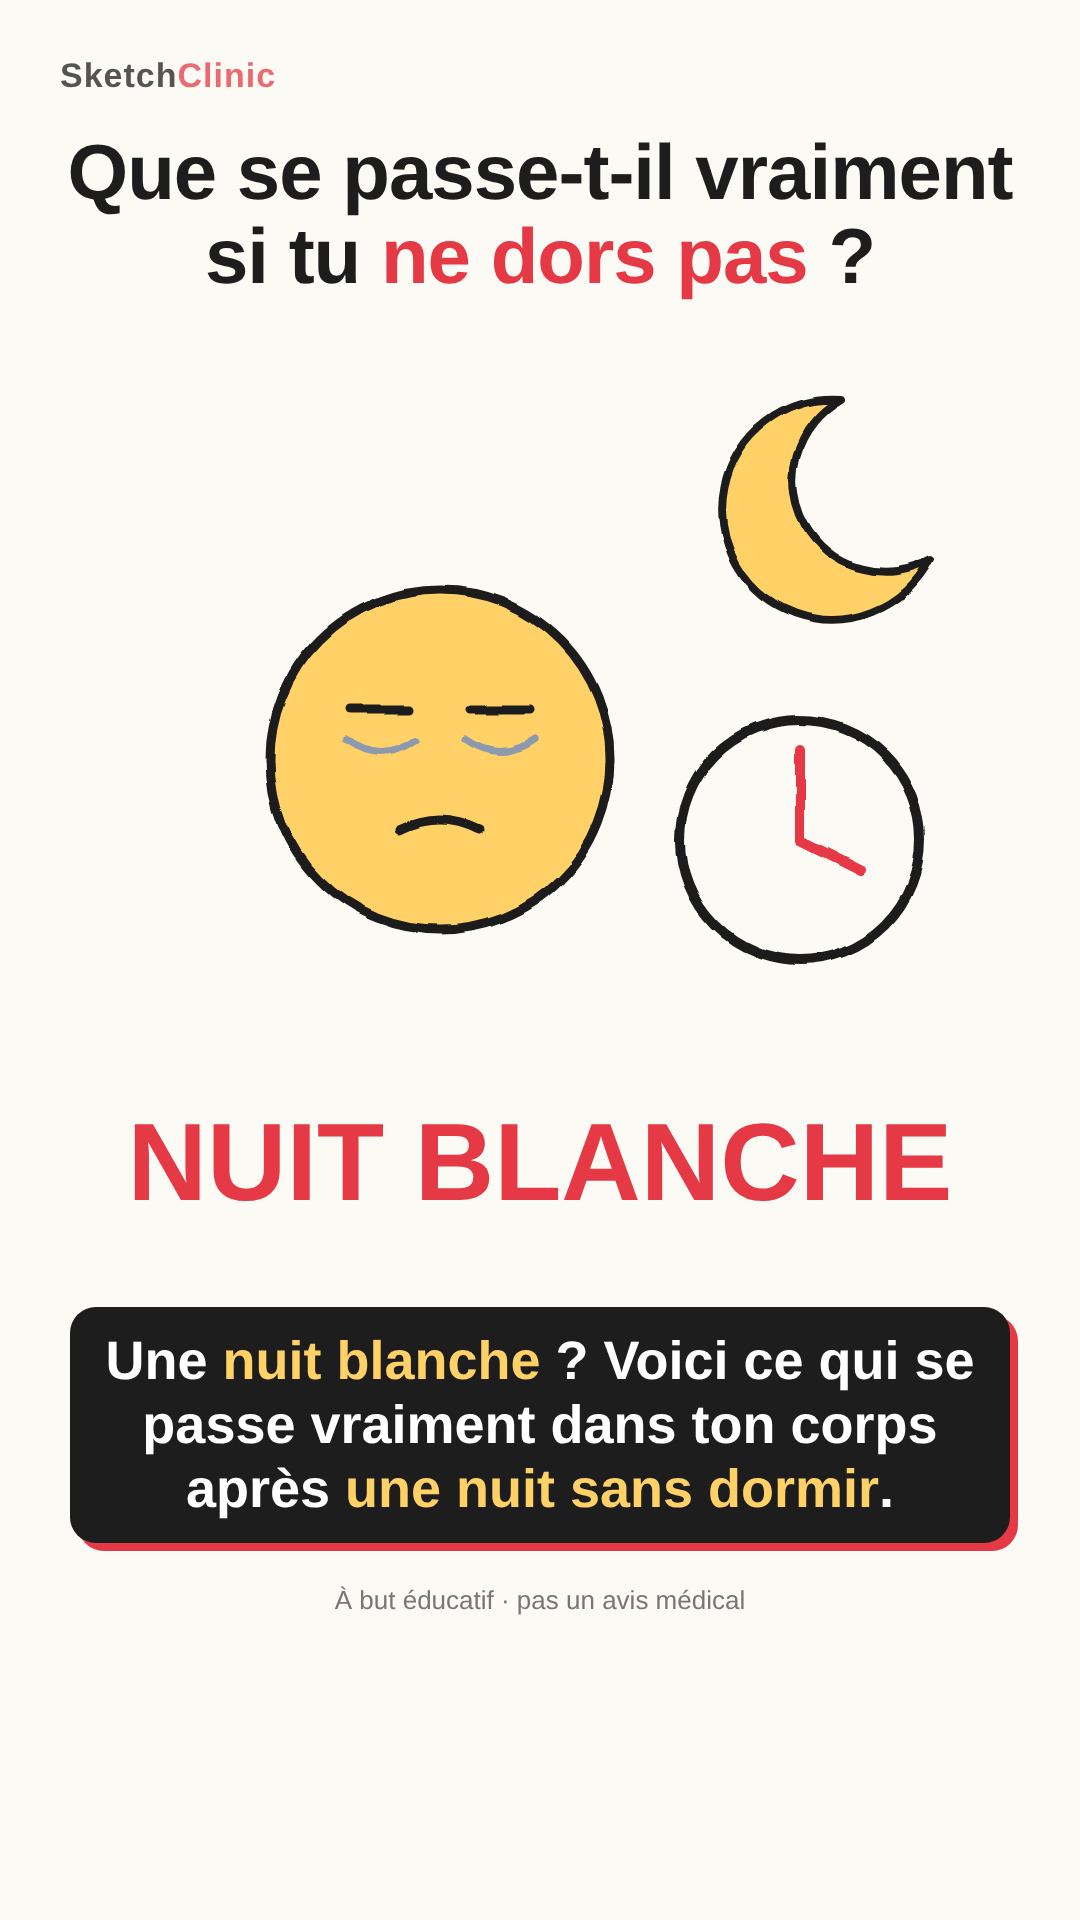 SketchClinic
Que se passe-t-il vraiment
si tu ne dors pas ?
NUIT BLANCHE
Une nuit blanche ? Voici ce qui se
passe vraiment dans ton corps
après une nuit sans dormir.
À but éducatif · pas un avis médical